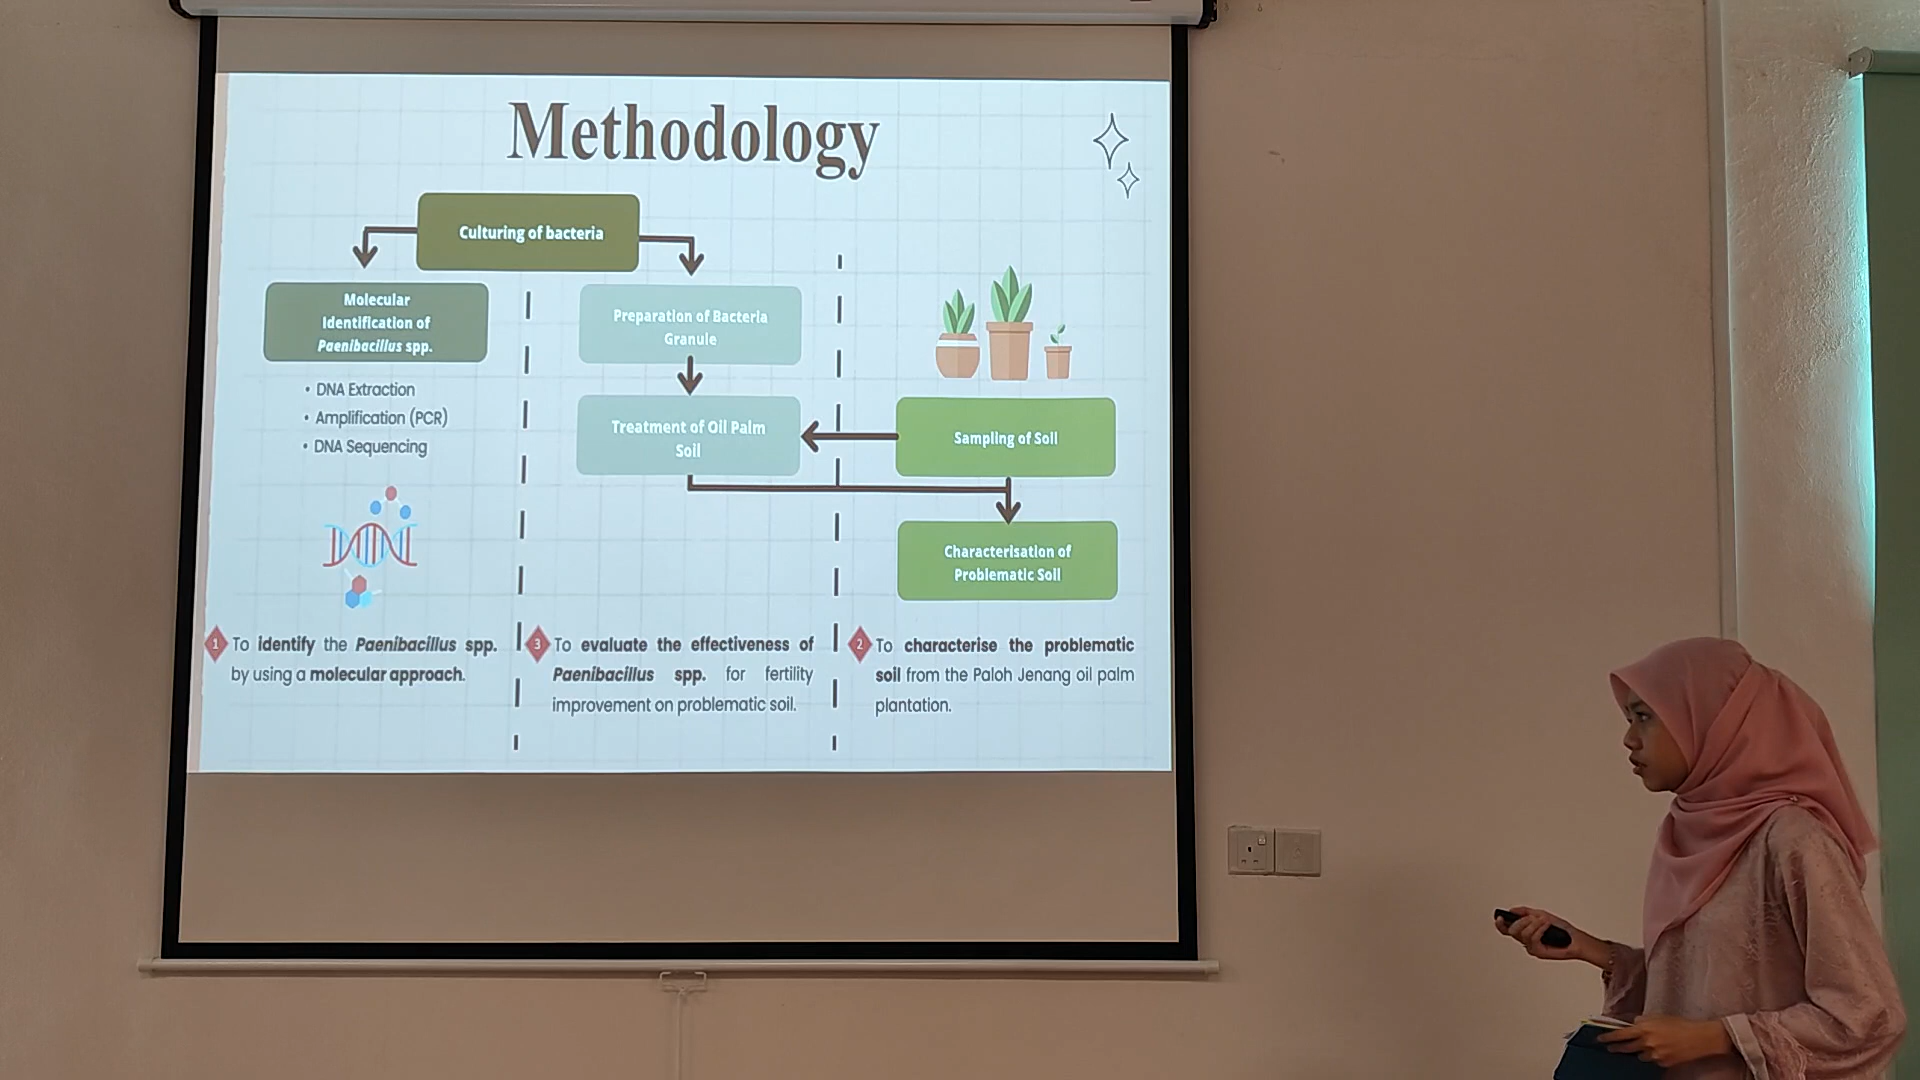 Methodology
Culturing of bacteria
Molecular
Identification of
Paenibacillus spp.
• DNA Extraction
• Amplification (PCR)
• DNA Sequencing
Preparation of Bacteria
Granule
Treatment of Oil Palm
Soil
Sampling of Soil
Characterisation of
Problematic Soil
1 To identify the Paenibacillus spp.
by using a molecular approach.
3 To evaluate the effectiveness of
Paenibacillus spp. for fertility
improvement on problematic soil.
2 To characterise the problematic
soil from the Paloh Jenang oil palm
plantation.